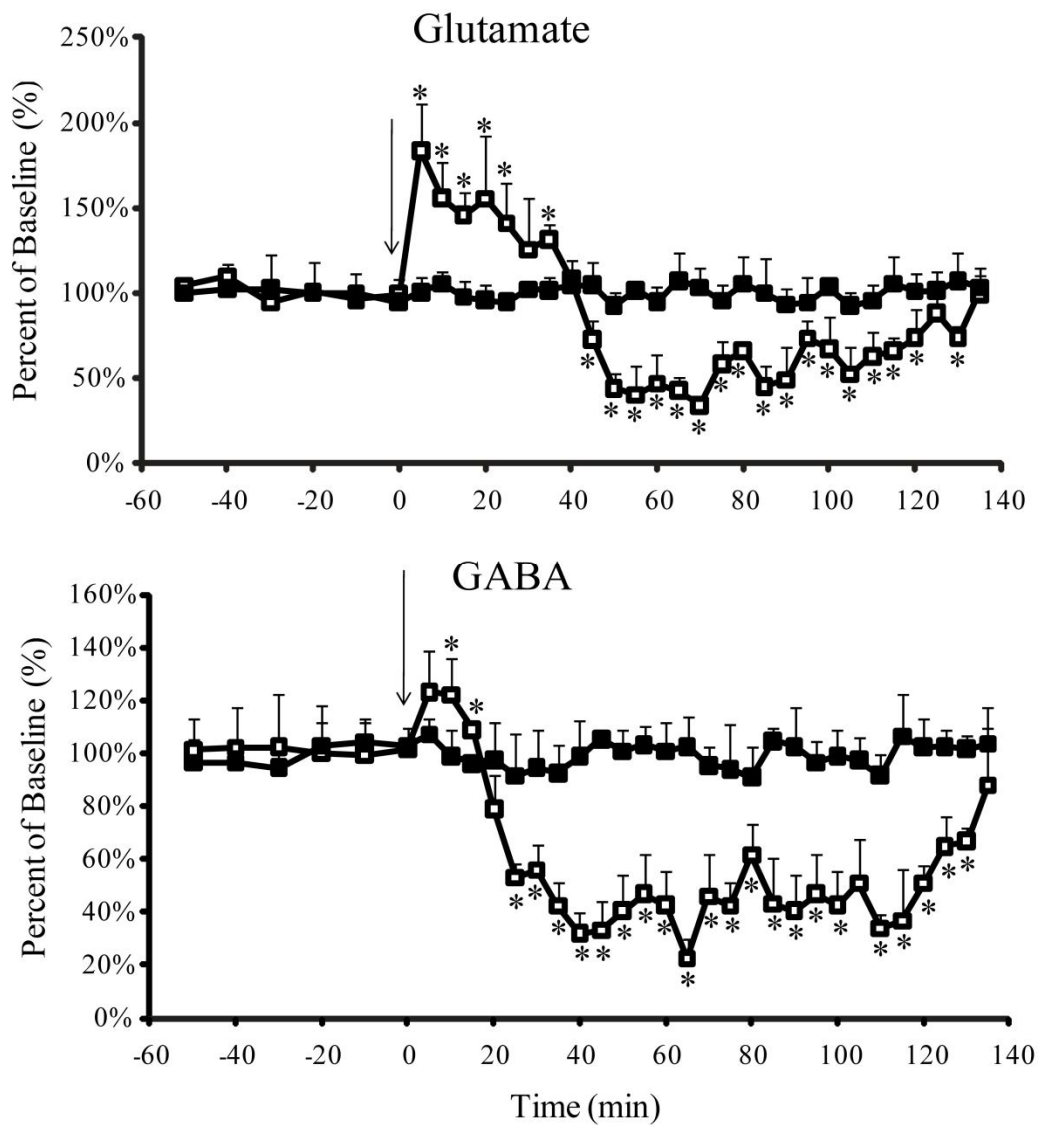 Glutamate
Percent of Baseline (%)
250%
200%
150%
100%
50%
0%
-60 -40 -20 0 20 40 60 80 100 120 140
* * * * * *
* * * * * * * * * * * * * * * * *
GABA
Percent of Baseline (%)
160%
140%
120%
100%
80%
60%
40%
20%
0%
-60 -40 -20 0 20 40 60 80 100 120 140
* *
* * * * * * * * * * * * * * * * * * * * *
Time (min)